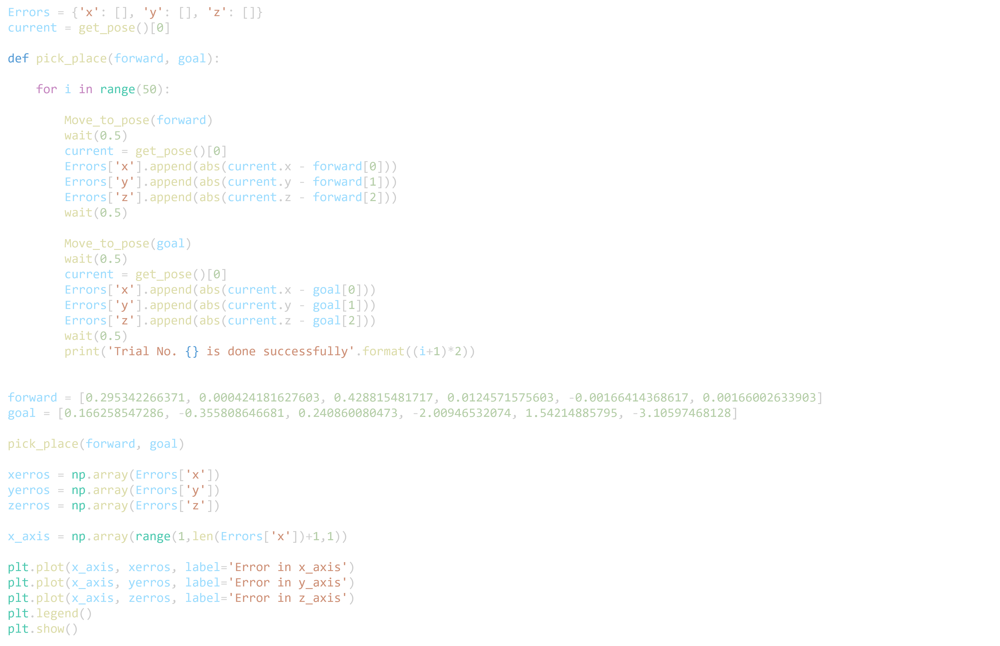 Errors = {'x': [], 'y': [], 'z': []}
current = get_pose()[0]

def pick_place(forward, goal):

    for i in range(50):

        Move_to_pose(forward)
        wait(0.5)
        current = get_pose()[0]
        Errors['x'].append(abs(current.x - forward[0]))
        Errors['y'].append(abs(current.y - forward[1]))
        Errors['z'].append(abs(current.z - forward[2]))
        wait(0.5)

        Move_to_pose(goal)
        wait(0.5)
        current = get_pose()[0]
        Errors['x'].append(abs(current.x - goal[0]))
        Errors['y'].append(abs(current.y - goal[1]))
        Errors['z'].append(abs(current.z - goal[2]))
        wait(0.5)
        print('Trial No. {} is done successfully'.format((i+1)*2))


forward = [0.295342266371, 0.000424181627603, 0.428815481717, 0.0124571575603, -0.00166414368617, 0.00166002633903]
goal = [0.166258547286, -0.355808646681, 0.240860080473, -2.00946532074, 1.54214885795, -3.10597468128]

pick_place(forward, goal)

xerros = np.array(Errors['x'])
yerros = np.array(Errors['y'])
zerros = np.array(Errors['z'])

x_axis = np.array(range(1,len(Errors['x'])+1,1))

plt.plot(x_axis, xerros, label='Error in x_axis')
plt.plot(x_axis, yerros, label='Error in y_axis')
plt.plot(x_axis, zerros, label='Error in z_axis')
plt.legend()
plt.show()